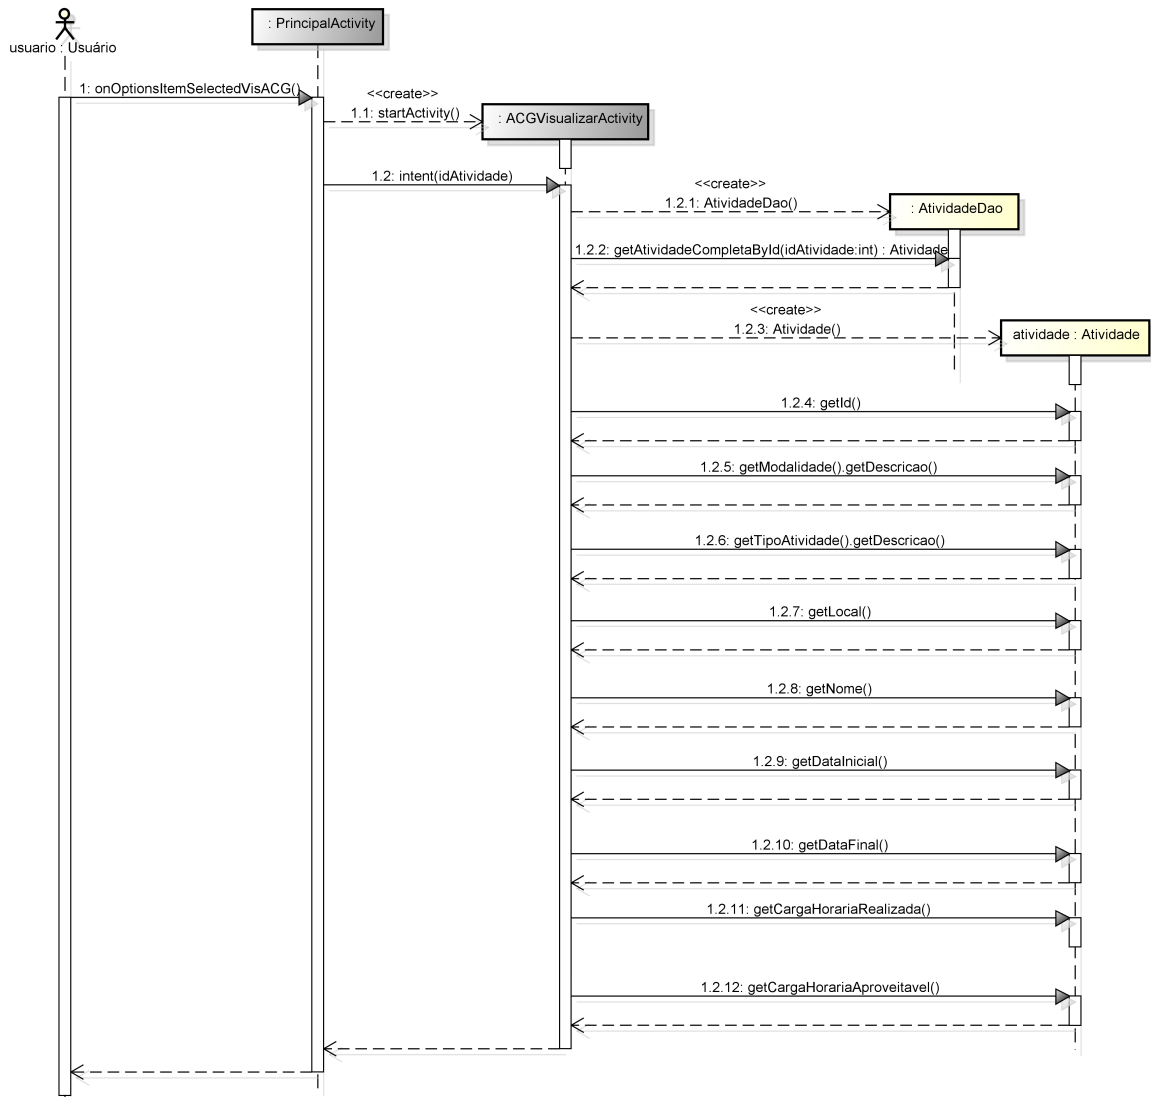 : PrincipalActivity
usuario : Usuário
1: onOptionsItemSelectedVisACG()
<<create>>
1.1: startActivity()
: ACGVisualizarActivity
1.2: intent(idAtividade)
<<create>>
1.2.1: AtividadeDao()
: AtividadeDao
1.2.2: getAtividadeCompletaById(idAtividade:int) : Atividade
<<create>>
1.2.3: Atividade()
atividade : Atividade
1.2.4: getId()
1.2.5: getModalidade().getDescricao()
1.2.6: getTipoAtividade().getDescricao()
1.2.7: getLocal()
1.2.8: getNome()
1.2.9: getDataInicial()
1.2.10: getDataFinal()
1.2.11: getCargaHorariaRealizada()
1.2.12: getCargaHorariaAproveitavel()